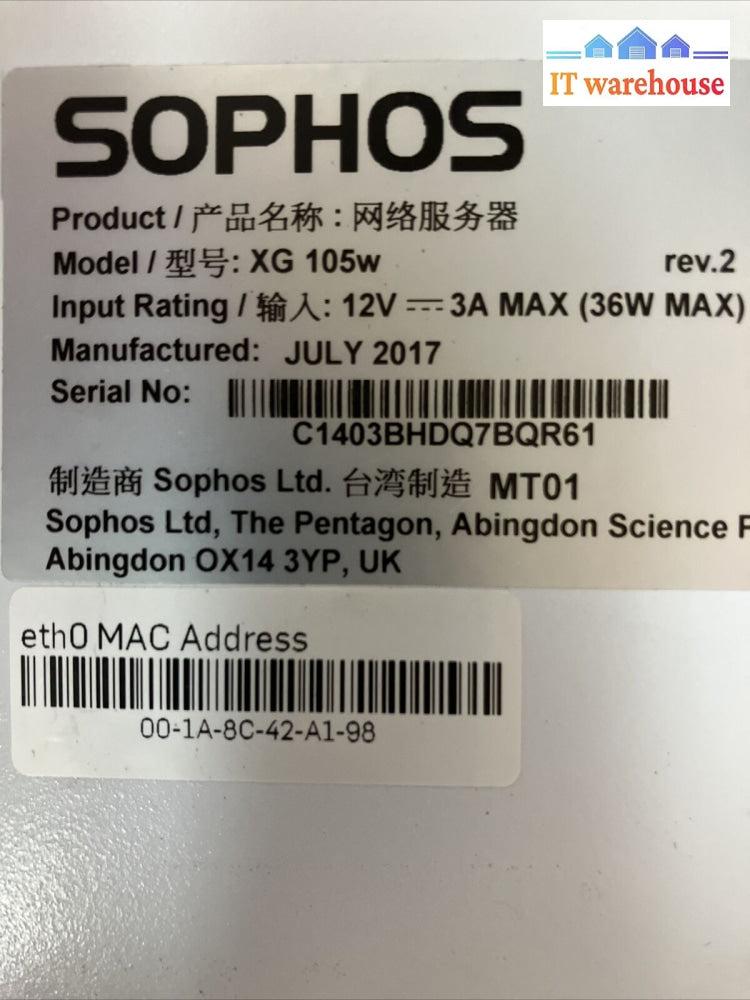 IT warehouse
SOPHOS
Product / 产品名称 : 网络服务器
Model / 型号: XG 105w rev.2
Input Rating / 输入: 12V ⎓ 3A MAX (36W MAX)
Manufactured: JULY 2017
Serial No:
C1403BHDQ7BQR61
制造商 Sophos Ltd. 台湾制造 MT01
Sophos Ltd, The Pentagon, Abingdon Science
Abingdon OX14 3YP, UK
eth0 MAC Address
00-1A-8C-42-A1-98